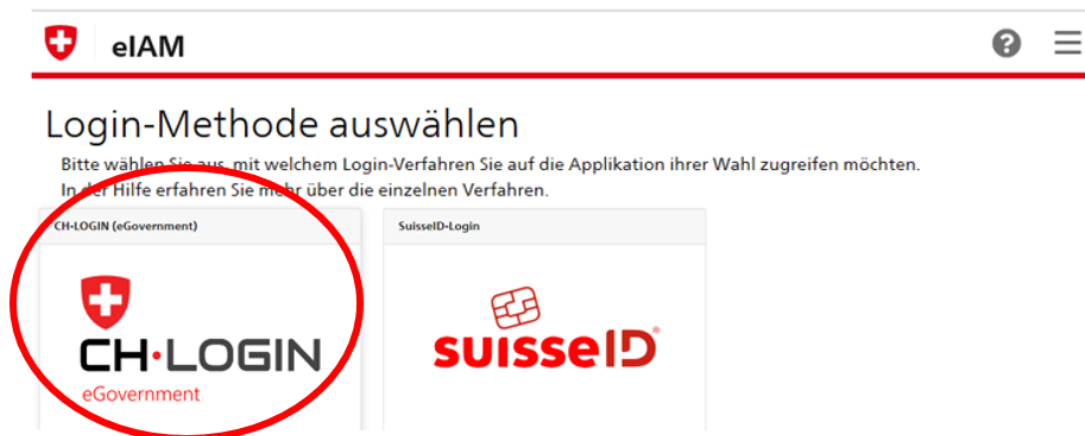 eIAM
Login-Methode auswählen
Bitte wählen Sie aus, mit welchem Login-Verfahren Sie auf die Applikation ihrer Wahl zugreifen möchten.
In der Hilfe erfahren Sie mehr über die einzelnen Verfahren.
CH-LOGIN (eGovernment)
SuisseID-Login
CH·LOGIN
eGovernment
suisseID